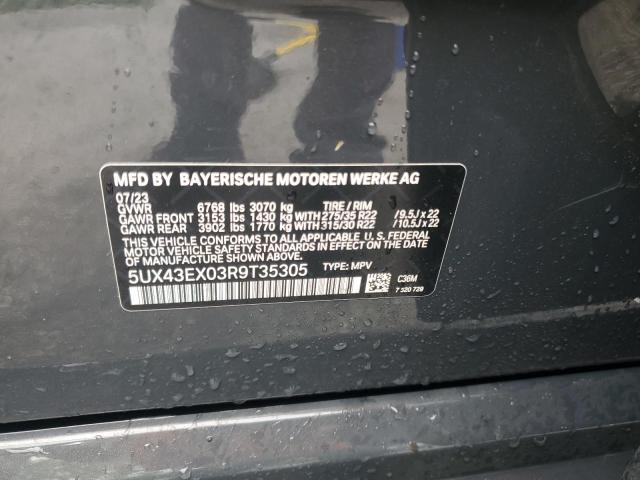 MFD BY BAYERISCHE MOTOREN WERKE AG
07/23
GVWR 6768 lbs 3070 kg TIRE / RIM
GAWR FRONT 3153 lbs 1430 kg WITH 275/35 R22 / 9.5J x 22
GAWR REAR 3902 lbs 1770 kg WITH 315/30 R22 / 10.5J x 22
THIS VEHICLE CONFORMS TO ALL APPLICABLE U. S. FEDERAL
MOTOR VEHICLE SAFETY STANDARDS IN EFFECT ON THE DATE
OF MANUFACTURE SHOWN ABOVE.
5UX43EX03R9T35305 TYPE: MPV
C36M
7 520 729